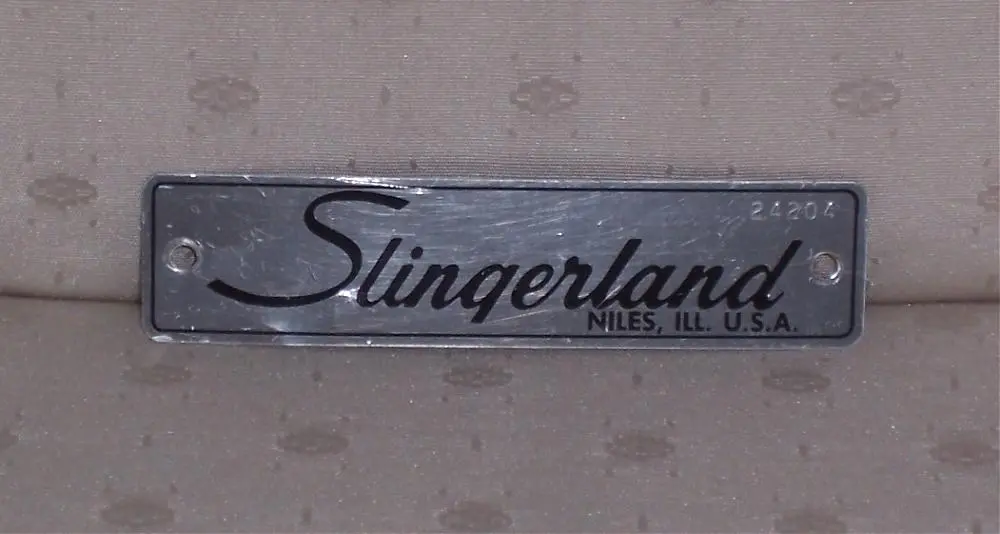 24204
Slingerland
NILES, ILL. U.S.A.